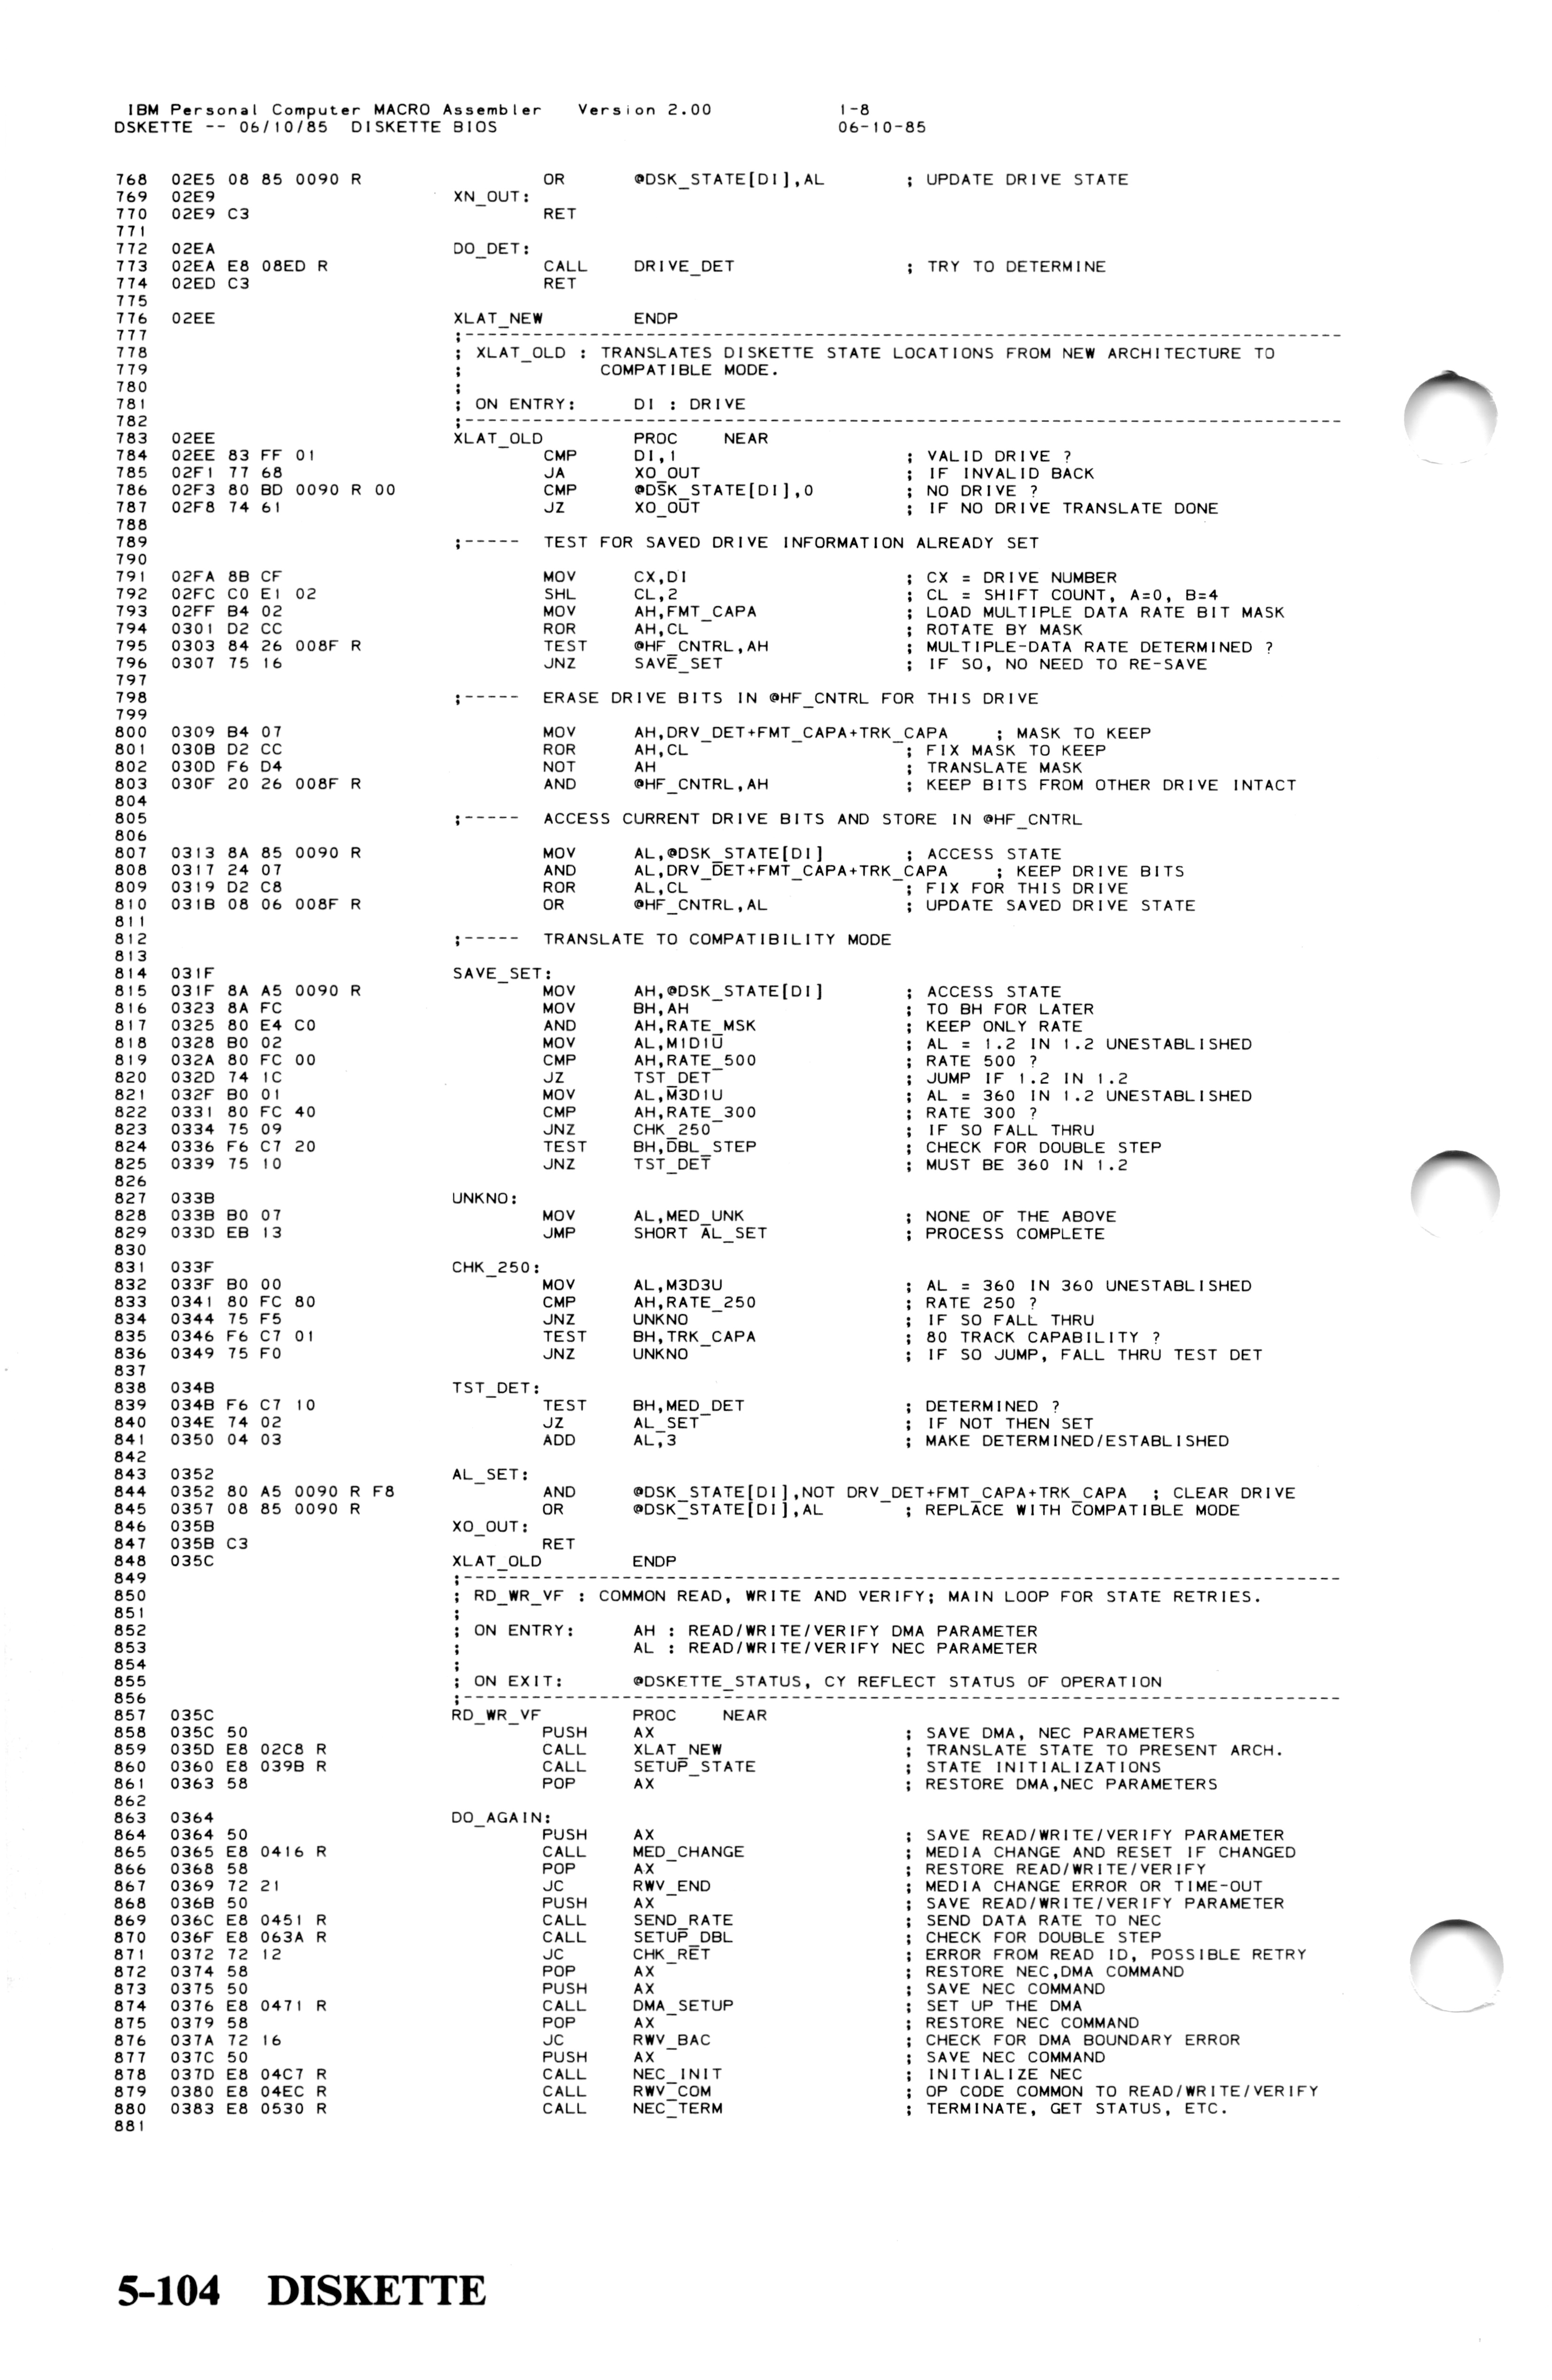 IBM Personal Computer MACRO Assembler   Version 2.00             1-8
DSKETTE -- 06/10/85  DISKETTE BIOS                               06-10-85
768  02E5 08 85 0090 R              OR      @DSK_STATE[DI],AL        ; UPDATE DRIVE STATE
769  02E9                   XN_OUT:
770  02E9 C3                        RET
771
772  02EA                   DO_DET:
773  02EA E8 08ED R                 CALL    DRIVE_DET                ; TRY TO DETERMINE
774  02ED C3                        RET
775
776  02EE                   XLAT_NEW        ENDP
777                         ;----------------------------------------------------------------------------------------------------
778                         ; XLAT_OLD : TRANSLATES DISKETTE STATE LOCATIONS FROM NEW ARCHITECTURE TO
779                         ;            COMPATIBLE MODE.
780                         ;
781                         ; ON ENTRY:     DI : DRIVE
782                         ;----------------------------------------------------------------------------------------------------
783  02EE                   XLAT_OLD        PROC    NEAR
784  02EE 83 FF 01                  CMP     DI,1                     ; VALID DRIVE ?
785  02F1 77 68                     JA      XO_OUT                   ; IF INVALID BACK
786  02F3 80 BD 0090 R 00           CMP     @DSK_STATE[DI],0         ; NO DRIVE ?
787  02F8 74 61                     JZ      XO_OUT                   ; IF NO DRIVE TRANSLATE DONE
788
789                         ;-----  TEST FOR SAVED DRIVE INFORMATION ALREADY SET
790
791  02FA 8B CF                     MOV     CX,DI                    ; CX = DRIVE NUMBER
792  02FC C0 E1 02                  SHL     CL,2                     ; CL = SHIFT COUNT, A=0, B=4
793  02FF B4 02                     MOV     AH,FMT_CAPA              ; LOAD MULTIPLE DATA RATE BIT MASK
794  0301 D2 CC                     ROR     AH,CL                    ; ROTATE BY MASK
795  0303 84 26 008F R              TEST    @HF_CNTRL,AH             ; MULTIPLE-DATA RATE DETERMINED ?
796  0307 75 16                     JNZ     SAVE_SET                 ; IF SO, NO NEED TO RE-SAVE
797
798                         ;-----  ERASE DRIVE BITS IN @HF_CNTRL FOR THIS DRIVE
799
800  0309 B4 07                     MOV     AH,DRV_DET+FMT_CAPA+TRK_CAPA     ; MASK TO KEEP
801  030B D2 CC                     ROR     AH,CL                    ; FIX MASK TO KEEP
802  030D F6 D4                     NOT     AH                       ; TRANSLATE MASK
803  030F 20 26 008F R              AND     @HF_CNTRL,AH             ; KEEP BITS FROM OTHER DRIVE INTACT
804
805                         ;-----  ACCESS CURRENT DRIVE BITS AND STORE IN @HF_CNTRL
806
807  0313 8A 85 0090 R              MOV     AL,@DSK_STATE[DI]        ; ACCESS STATE
808  0317 24 07                     AND     AL,DRV_DET+FMT_CAPA+TRK_CAPA     ; KEEP DRIVE BITS
809  0319 D2 C8                     ROR     AL,CL                    ; FIX FOR THIS DRIVE
810  031B 08 06 008F R              OR      @HF_CNTRL,AL             ; UPDATE SAVED DRIVE STATE
811
812                         ;-----  TRANSLATE TO COMPATIBILITY MODE
813
814  031F                   SAVE_SET:
815  031F 8A A5 0090 R              MOV     AH,@DSK_STATE[DI]        ; ACCESS STATE
816  0323 8A FC                     MOV     BH,AH                    ; TO BH FOR LATER
817  0325 80 E4 C0                  AND     AH,RATE_MSK              ; KEEP ONLY RATE
818  0328 B0 02                     MOV     AL,M1D1U                 ; AL = 1.2 IN 1.2 UNESTABLISHED
819  032A 80 FC 00                  CMP     AH,RATE_500              ; RATE 500 ?
820  032D 74 1C                     JZ      TST_DET                  ; JUMP IF 1.2 IN 1.2
821  032F B0 01                     MOV     AL,M3D1U                 ; AL = 360 IN 1.2 UNESTABLISHED
822  0331 80 FC 40                  CMP     AH,RATE_300              ; RATE 300 ?
823  0334 75 09                     JNZ     CHK_250                  ; IF SO FALL THRU
824  0336 F6 C7 20                  TEST    BH,DBL_STEP              ; CHECK FOR DOUBLE STEP
825  0339 75 10                     JNZ     TST_DET                  ; MUST BE 360 IN 1.2
826
827  033B                   UNKNO:
828  033B B0 07                     MOV     AL,MED_UNK               ; NONE OF THE ABOVE
829  033D EB 13                     JMP     SHORT AL_SET             ; PROCESS COMPLETE
830
831  033F                   CHK_250:
832  033F B0 00                     MOV     AL,M3D3U                 ; AL = 360 IN 360 UNESTABLISHED
833  0341 80 FC 80                  CMP     AH,RATE_250              ; RATE 250 ?
834  0344 75 F5                     JNZ     UNKNO                    ; IF SO FALL THRU
835  0346 F6 C7 01                  TEST    BH,TRK_CAPA              ; 80 TRACK CAPABILITY ?
836  0349 75 F0                     JNZ     UNKNO                    ; IF SO JUMP, FALL THRU TEST DET
837
838  034B                   TST_DET:
839  034B F6 C7 10                  TEST    BH,MED_DET               ; DETERMINED ?
840  034E 74 02                     JZ      AL_SET                   ; IF NOT THEN SET
841  0350 04 03                     ADD     AL,3                     ; MAKE DETERMINED/ESTABLISHED
842
843  0352                   AL_SET:
844  0352 80 A5 0090 R F8           AND     @DSK_STATE[DI],NOT DRV_DET+FMT_CAPA+TRK_CAPA  ; CLEAR DRIVE
845  0357 08 85 0090 R              OR      @DSK_STATE[DI],AL        ; REPLACE WITH COMPATIBLE MODE
846  035B                   XO_OUT:
847  035B C3                        RET
848  035C                   XLAT_OLD        ENDP
849                         ;----------------------------------------------------------------------------------------------------
850                         ; RD_WR_VF : COMMON READ, WRITE AND VERIFY; MAIN LOOP FOR STATE RETRIES.
851                         ;
852                         ; ON ENTRY:     AH : READ/WRITE/VERIFY DMA PARAMETER
853                         ;               AL : READ/WRITE/VERIFY NEC PARAMETER
854                         ;
855                         ; ON EXIT:      @DSKETTE_STATUS, CY REFLECT STATUS OF OPERATION
856                         ;----------------------------------------------------------------------------------------------------
857  035C                   RD_WR_VF        PROC    NEAR
858  035C 50                        PUSH    AX                       ; SAVE DMA, NEC PARAMETERS
859  035D E8 02C8 R                 CALL    XLAT_NEW                 ; TRANSLATE STATE TO PRESENT ARCH.
860  0360 E8 039B R                 CALL    SETUP_STATE              ; STATE INITIALIZATIONS
861  0363 58                        POP     AX                       ; RESTORE DMA,NEC PARAMETERS
862
863  0364                   DO_AGAIN:
864  0364 50                        PUSH    AX                       ; SAVE READ/WRITE/VERIFY PARAMETER
865  0365 E8 0416 R                 CALL    MED_CHANGE               ; MEDIA CHANGE AND RESET IF CHANGED
866  0368 58                        POP     AX                       ; RESTORE READ/WRITE/VERIFY
867  0369 72 21                     JC      RWV_END                  ; MEDIA CHANGE ERROR OR TIME-OUT
868  036B 50                        PUSH    AX                       ; SAVE READ/WRITE/VERIFY PARAMETER
869  036C E8 0451 R                 CALL    SEND_RATE                ; SEND DATA RATE TO NEC
870  036F E8 063A R                 CALL    SETUP_DBL                ; CHECK FOR DOUBLE STEP
871  0372 72 12                     JC      CHK_RET                  ; ERROR FROM READ ID, POSSIBLE RETRY
872  0374 58                        POP     AX                       ; RESTORE NEC,DMA COMMAND
873  0375 50                        PUSH    AX                       ; SAVE NEC COMMAND
874  0376 E8 0471 R                 CALL    DMA_SETUP                ; SET UP THE DMA
875  0379 58                        POP     AX                       ; RESTORE NEC COMMAND
876  037A 72 16                     JC      RWV_BAC                  ; CHECK FOR DMA BOUNDARY ERROR
877  037C 50                        PUSH    AX                       ; SAVE NEC COMMAND
878  037D E8 04C7 R                 CALL    NEC_INIT                 ; INITIALIZE NEC
879  0380 E8 04EC R                 CALL    RWV_COM                  ; OP CODE COMMON TO READ/WRITE/VERIFY
880  0383 E8 0530 R                 CALL    NEC_TERM                 ; TERMINATE, GET STATUS, ETC.
881
5-104   DISKETTE